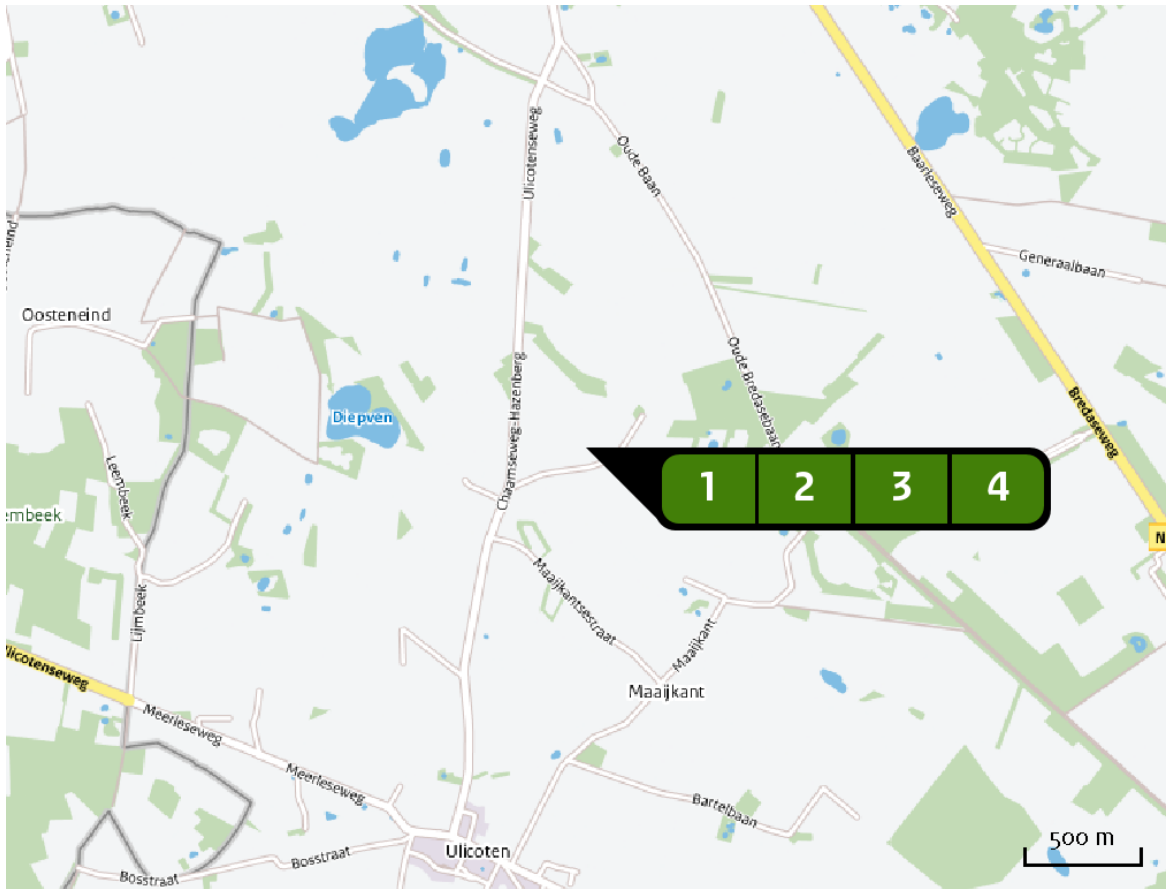 Ulicotenseweg
Oude Baan
Baarleseweg
Generaalbaan
Oosteneind
Oude Bredasebaan
Chaamseweg-Hazenberg
Diepven
Bredaseweg
Leembeek
1 2 3 4
embeek
N
Maaijkantsestraat
Lijmbeek
Maaijkant
Ulicotenseweg
Maaijkant
Meerleseweg
Meerleseweg
Bartelbaan
500 m
Ulicoten
Bosstraat
Bosstraat